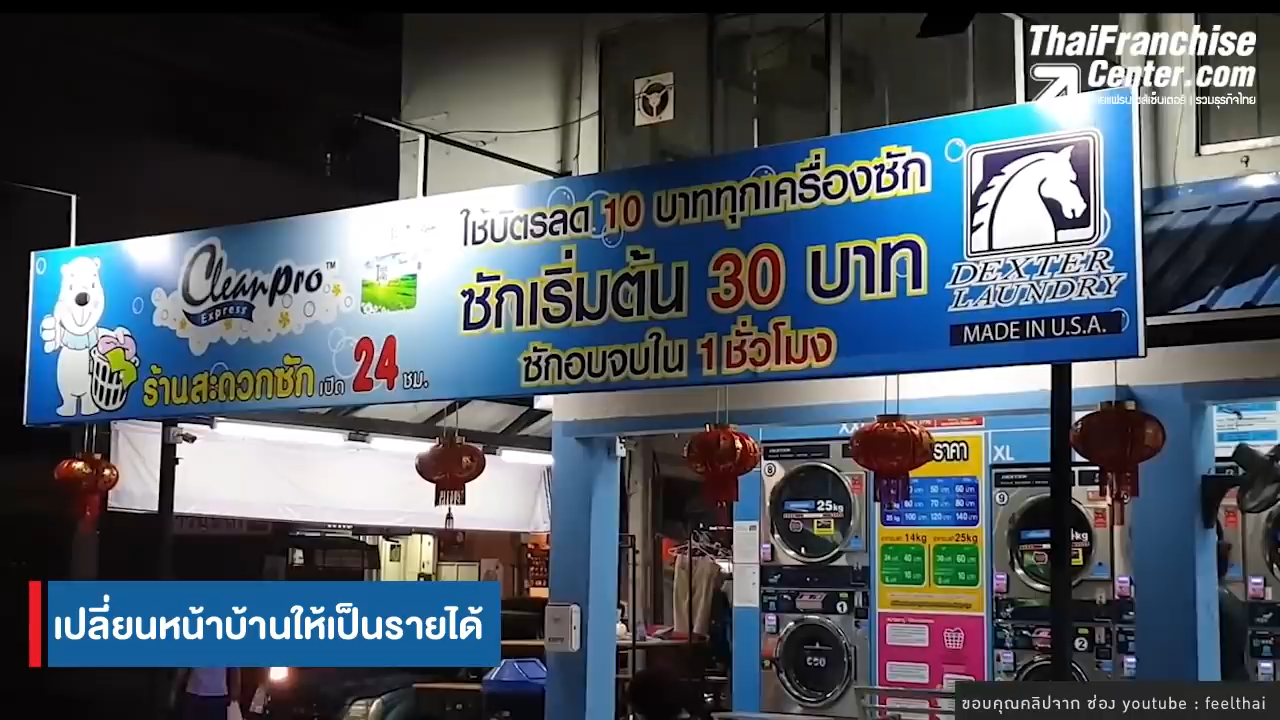 ThaiFranchise
Center.com
CleanPro™
Express
ร้านสะดวกซัก เปิด 24 ชม.
ใช้บัตรลด 10 บาททุกเครื่องซัก
ซักเริ่มต้น 30 บาท
ซักอบจบใน 1 ชั่วโมง
DEXTER
LAUNDRY
MADE IN U.S.A.
XL
ราคา
8
25kg
9
14kg
25kg
1
2
เปลี่ยนหน้าบ้านให้เป็นรายได้
ขอบคุณคลิปจาก ช่อง youtube : feelthai